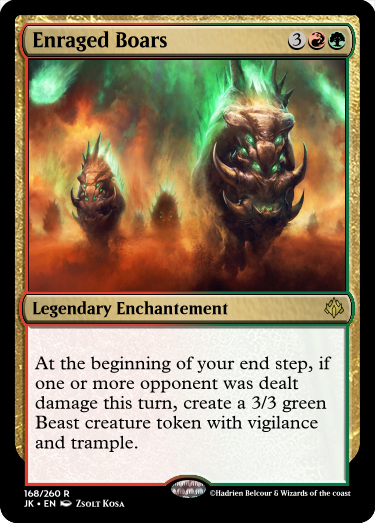 Enraged Boars 3
Legendary Enchantement
At the beginning of your end step, if
one or more opponent was dealt
damage this turn, create a 3/3 green
Beast creature token with vigilance
and trample.
168/260 R
JK • EN Zsolt Kosa
©Hadrien Belcour & Wizards of the coast